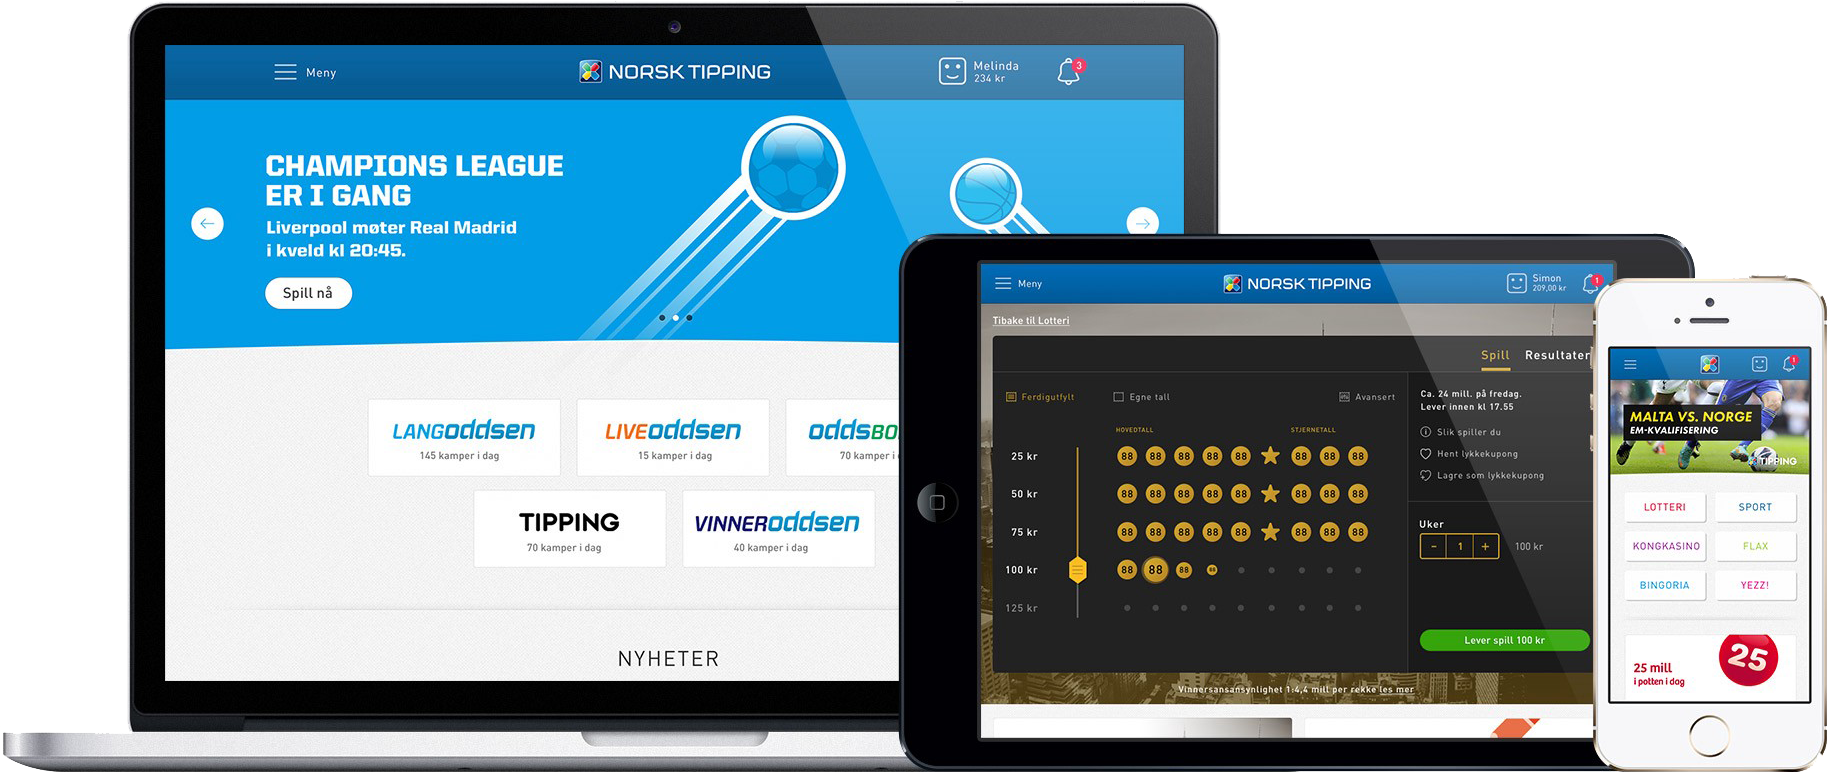 Meny
NORSK TIPPING
Melinda
234 kr
3
CHAMPIONS LEAGUE
ER I GANG
Liverpool møter Real Madrid
i kveld kl 20:45.
Spill nå
LANGoddsen
145 kamper i dag
LIVEoddsen
15 kamper i dag
oddsBO
70 kamper i
TIPPING
70 kamper i dag
VINNERoddsen
40 kamper i dag
NYHETER
Meny
NORSK TIPPING
Simon
209,00 kr
1
Tibake til Lotteri
Spill Resultater
Ferdigutfylt Egne tall Avansert
HOVEDTALL STJERNETALL
25 kr 88 88 88 88 88 88 88 88
50 kr 88 88 88 88 88 88 88 88
75 kr 88 88 88 88 88 88 88 88
100 kr 88 88 88 88
125 kr
Ca. 24 mill. på fredag.
Lever innen kl 17.55
Slik spiller du
Hent lykkekupong
Lagre som lykkekupong
Uker
- 1 + 100 kr
Lever spill 100 kr
Vinnersansansynlighet 1:4,4 mill per rekke les mer
1
MALTA VS. NORGE
EM-KVALIFISERING
TIPPING
LOTTERI SPORT
KONGKASINO FLAX
BINGORIA YEZZ!
25 mill
i potten i dag
25